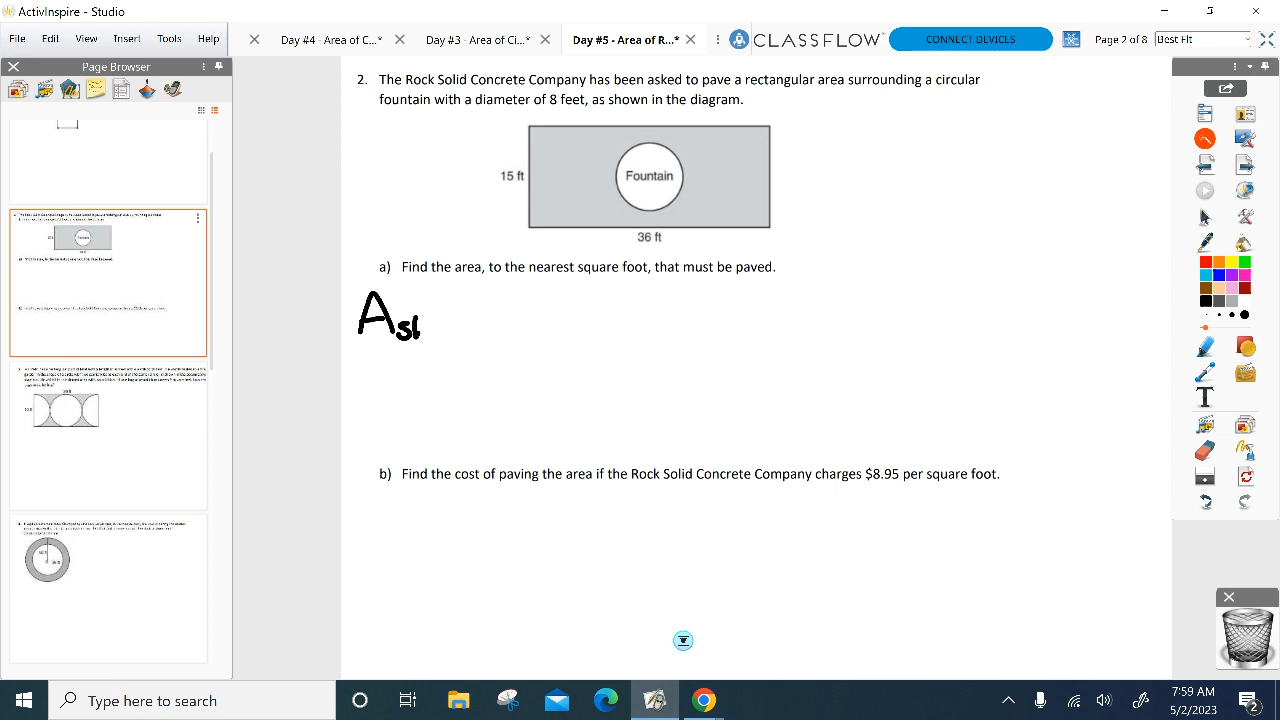 ActivInspire - Studio
File Edit View Insert Tools Help
Day #4 - Area of C...* Day #3 - Area of Ci...* Day #5 - Area of R...*
CLASSFLOW
CONNECT DEVICES
Page 2 of 8
Best Fit
Page Browser
2. The Rock Solid Concrete Company has been asked to pave a rectangular area surrounding a circular
fountain with a diameter of 8 feet, as shown in the diagram.
15 ft
Fountain
36 ft
a) Find the area, to the nearest square foot, that must be paved.
A
b) Find the cost of paving the area if the Rock Solid Concrete Company charges $8.95 per square foot.
T
Type here to search
7:59 AM
5/2/2023
2